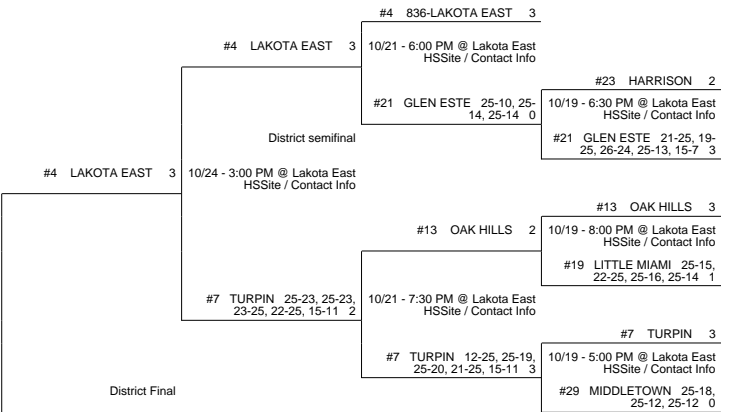 #4 836-LAKOTA EAST 3
#4 LAKOTA EAST 3
10/21 - 6:00 PM @ Lakota East
HSSite / Contact Info
#23 HARRISON 2
#21 GLEN ESTE 25-10, 25-
14, 25-14 0
10/19 - 6:30 PM @ Lakota East
HSSite / Contact Info
District semifinal
#21 GLEN ESTE 21-25, 19-
25, 26-24, 25-13, 15-7 3
#4 LAKOTA EAST 3
10/24 - 3:00 PM @ Lakota East
HSSite / Contact Info
#13 OAK HILLS 3
#13 OAK HILLS 2
10/19 - 8:00 PM @ Lakota East
HSSite / Contact Info
#19 LITTLE MIAMI 25-15,
22-25, 25-16, 25-14 1
#7 TURPIN 25-23, 25-23,
23-25, 22-25, 15-11 2
10/21 - 7:30 PM @ Lakota East
HSSite / Contact Info
#7 TURPIN 3
#7 TURPIN 12-25, 25-19,
25-20, 21-25, 15-11 3
10/19 - 5:00 PM @ Lakota East
HSSite / Contact Info
District Final
#29 MIDDLETOWN 25-18,
25-12, 25-12 0